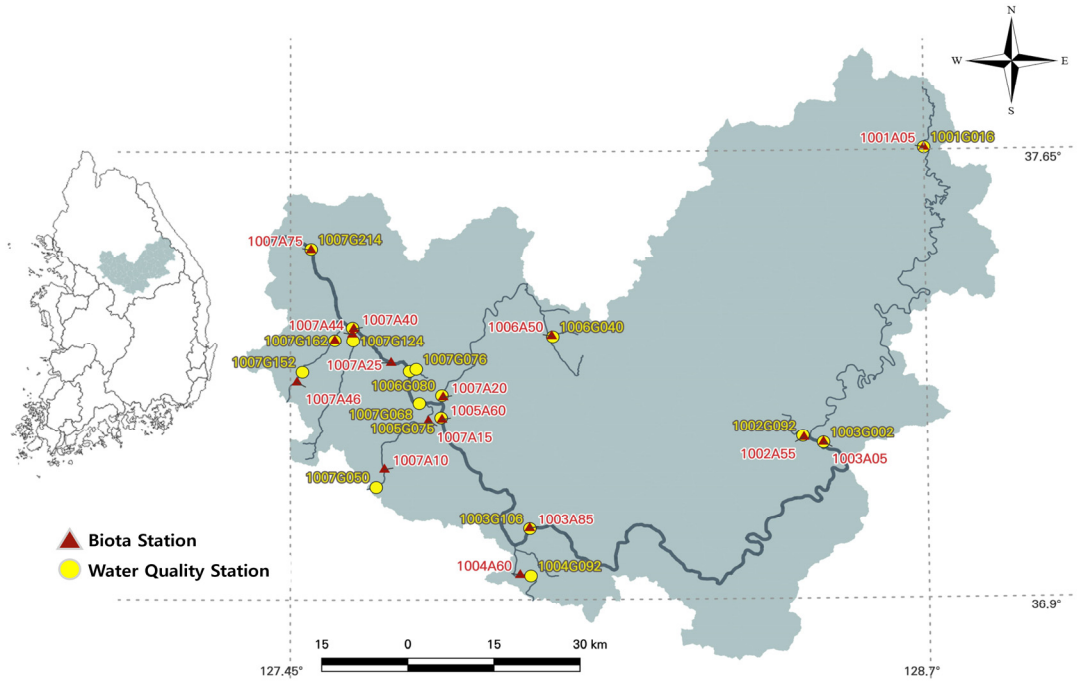 N
W
E
S
1001A05
1001G016
37.65°
1007A75
1007G214
1007A44
1007A40
1007G162
1007G124
1006A50
1006G040
1007G152
1007A25
1007G076
1007A46
1006G080
1007A20
1007G068
1005A60
1005G075
1007A15
1002G092
1003G002
1002A55
1003A05
1007A10
1007G050
1003G106
1003A85
1004A60
1004G092
Biota Station
Water Quality Station
36.9°
15
0
15
30 km
127.45°
128.7°